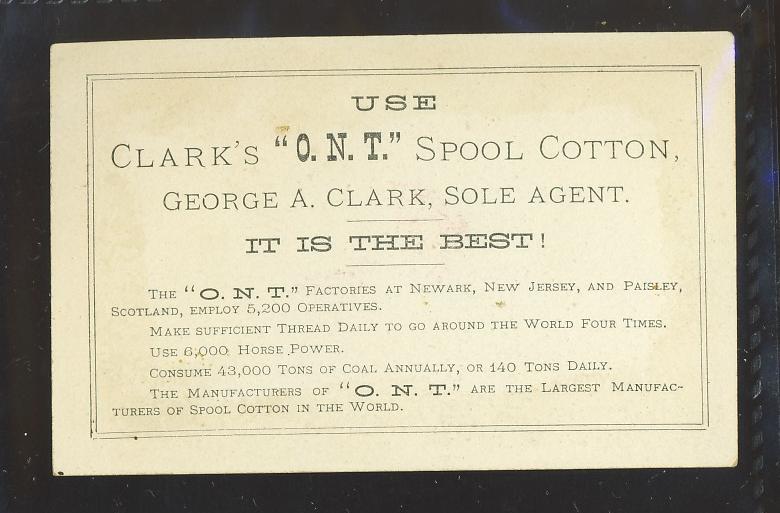 USE
CLARK'S "O. N. T." SPOOL COTTON,
GEORGE A. CLARK, SOLE AGENT.
IT IS THE BEST!
THE "O. N. T." FACTORIES AT NEWARK, NEW JERSEY, AND PAISLEY,
SCOTLAND, EMPLOY 5,200 OPERATIVES.
MAKE SUFFICIENT THREAD DAILY TO GO AROUND THE WORLD FOUR TIMES.
USE 6,000 HORSE POWER.
CONSUME 43,000 TONS OF COAL ANNUALLY, OR 140 TONS DAILY.
THE MANUFACTURERS OF "O. N. T." ARE THE LARGEST MANUFAC-
TURERS OF SPOOL COTTON IN THE WORLD.